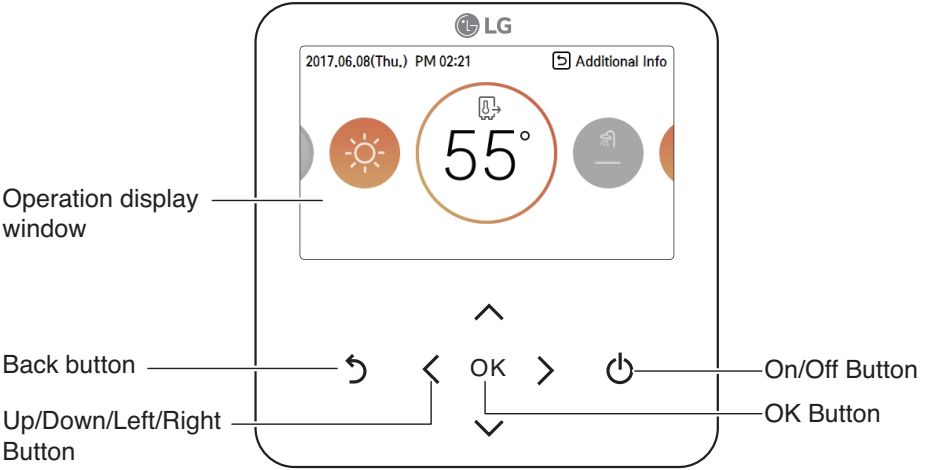 LG
2017.06.08(Thu.) PM 02:21
Additional Info
55°
Operation display
window
Back button
OK
On/Off Button
Up/Down/Left/Right
Button
OK Button